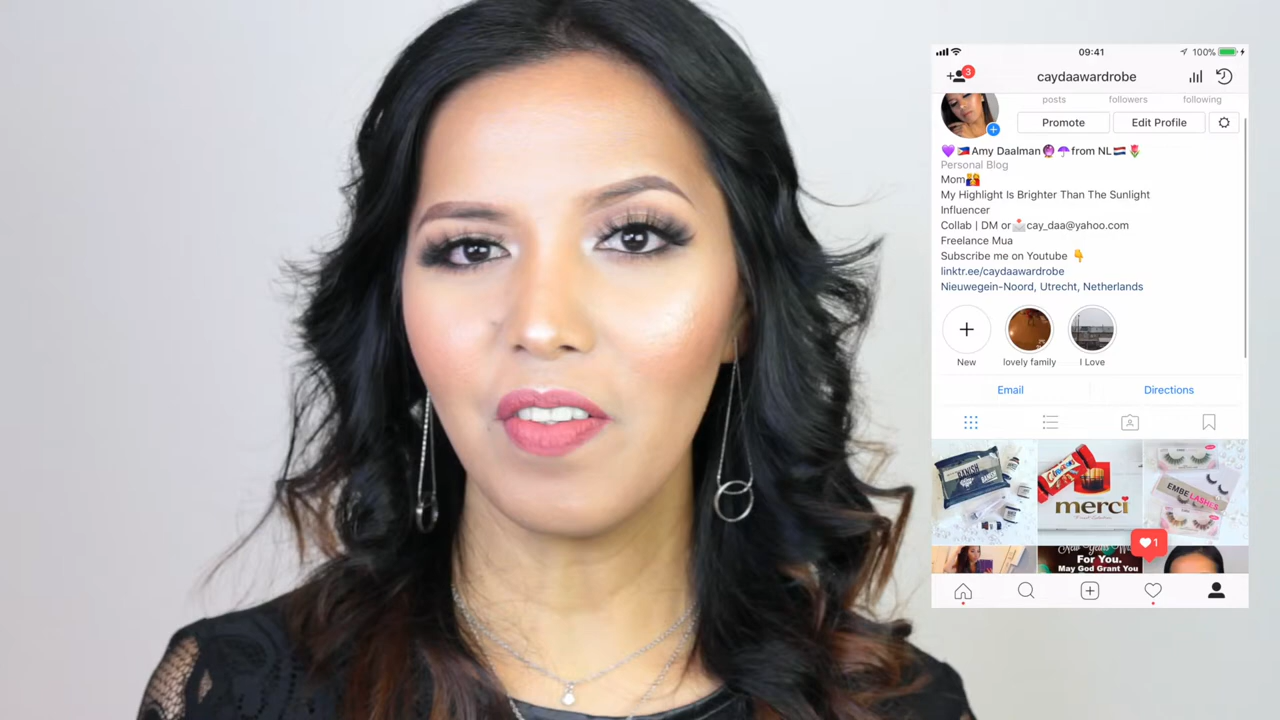 09:41
100%
3
caydaawardrobe
posts followers following
Promote Edit Profile
💜🇵🇭Amy Daalman🔮☂️from NL🇳🇱🌷
Personal Blog
Mom
My Highlight Is Brighter Than The Sunlight
Influencer
Collab | DM or📩cay_daa@yahoo.com
Freelance Mua
Subscribe me on Youtube 👇
linktr.ee/caydaawardrobe
Nieuwegein-Noord, Utrecht, Netherlands
New lovely family I Love
Email Directions
merci
EMBELASHES
1
For You.
May God Grant You